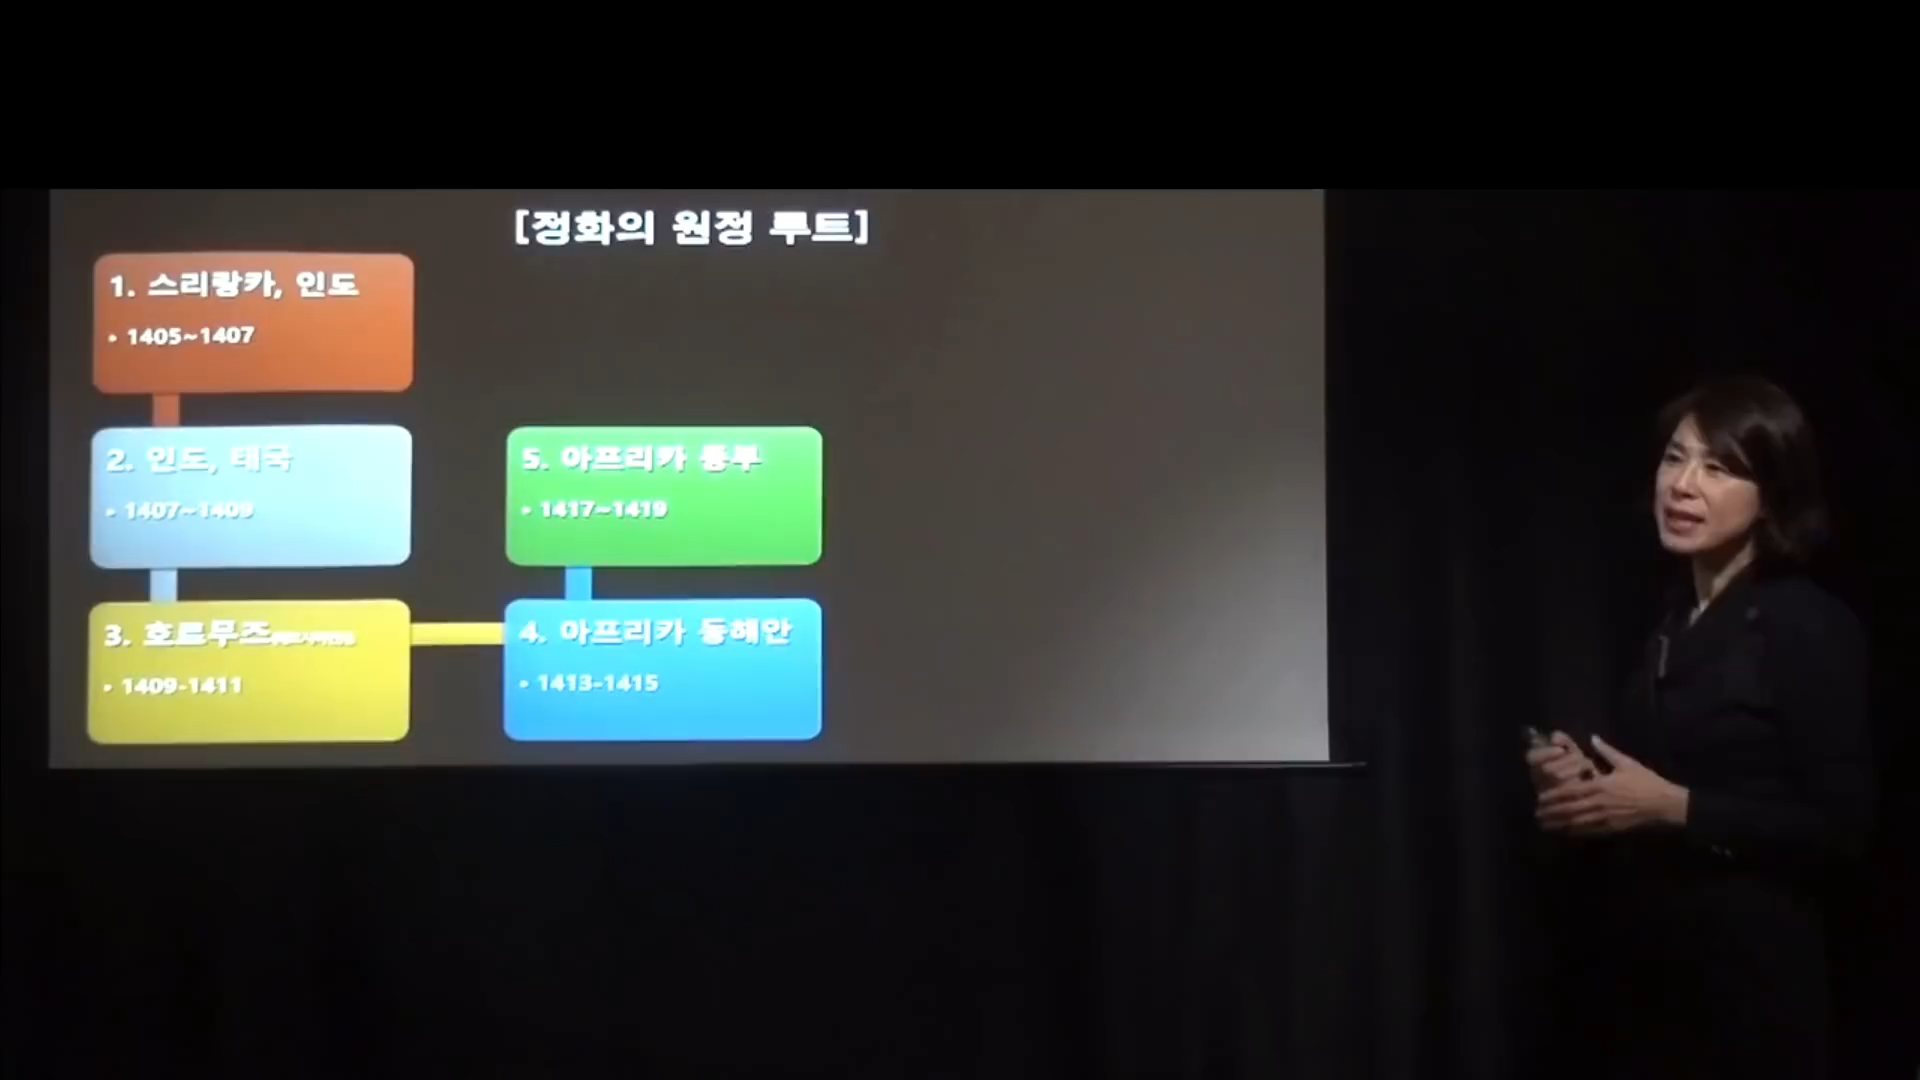 [정화의 원정 루트]
1. 스리랑카, 인도
• 1405~1407
2. 인도, 태국
• 1407~1409
3. 호르무즈
• 1409-1411
4. 아프리카 동해안
• 1413-1415
5. 아프리카 동부
• 1417~1419